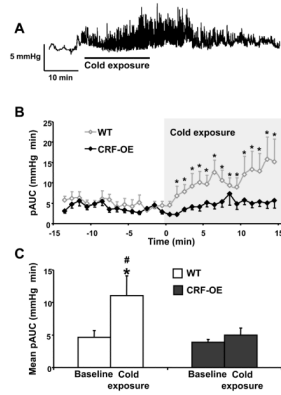 A
5 mmHg
10 min
Cold exposure
B
WT
CRF-OE
Cold exposure
pAUC (mmHg min)
25
20
15
10
5
0
* * * * * * * * * * * *
-15 -10 -5 0 5 10 15
Time (min)
C
Mean pAUC (mmHg min)
20
15
10
5
0
#
*
WT
CRF-OE
Baseline Cold exposure
Baseline Cold exposure